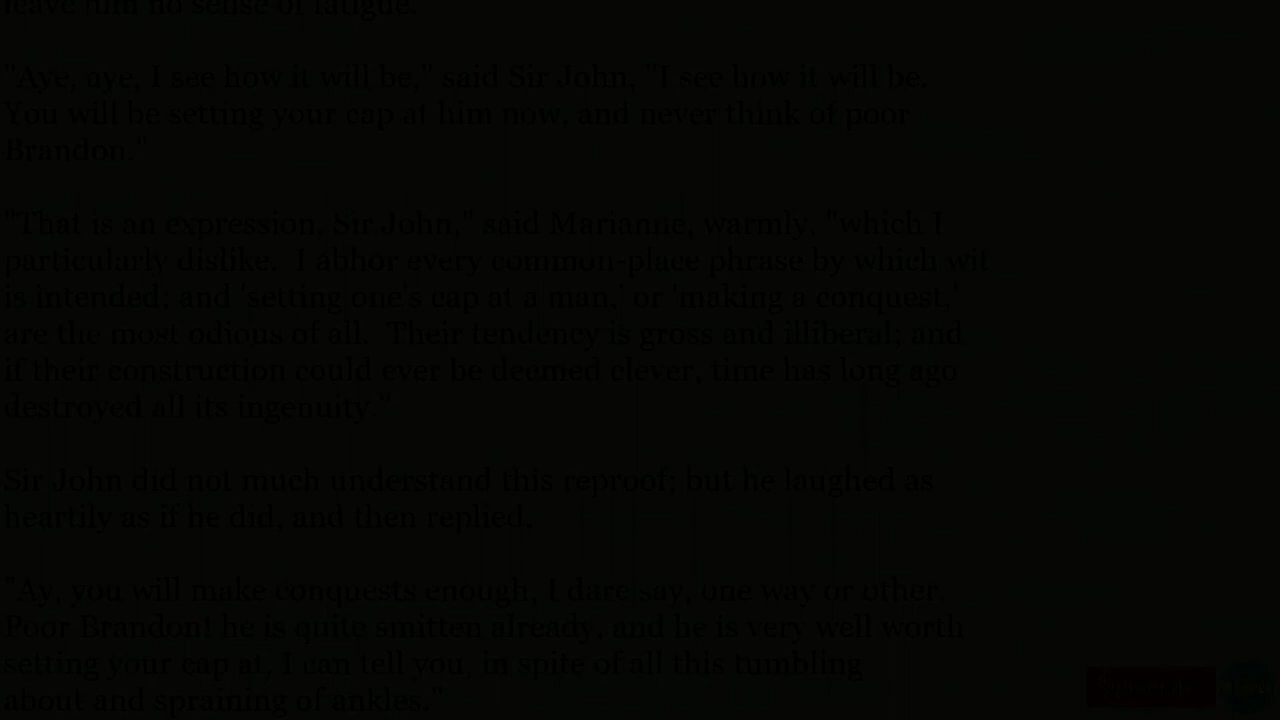 leave him no sense of fatigue.
"Aye, aye, I see how it will be," said Sir John, "I see how it will be.
You will be setting your cap at him now, and never think of poor
Brandon."
"That is an expression, Sir John," said Marianne, warmly, "which I
particularly dislike.  I abhor every common-place phrase by which wit
is intended; and 'setting one's cap at a man,' or 'making a conquest,'
are the most odious of all.  Their tendency is gross and illiberal; and
if their construction could ever be deemed clever, time has long ago
destroyed all its ingenuity."
Sir John did not much understand this reproof; but he laughed as
heartily as if he did, and then replied.
"Ay, you will make conquests enough, I dare say, one way or other.
Poor Brandon! he is quite smitten already, and he is very well worth
setting your cap at, I can tell you, in spite of all this tumbling
about and spraining of ankles."